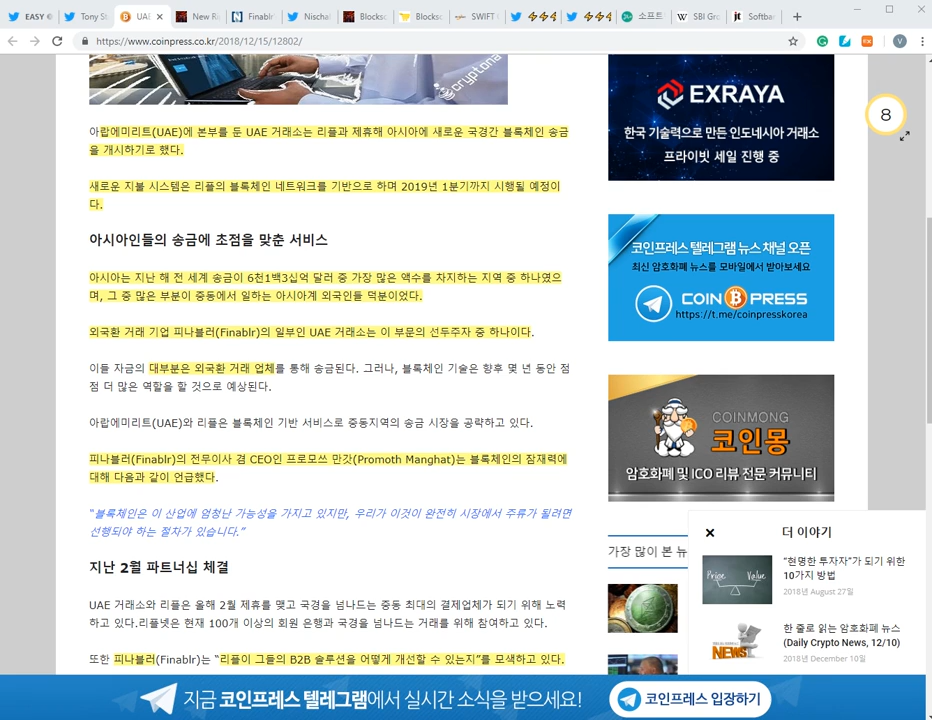 EASY
Tony St
UAE
New Re
Finablr
Nischal
Blocksc
Blocksc
SWIFT
소프트
SBI Gro
Softbar
https://www.coinpress.co.kr/2018/12/15/12802/
V
cryptona
아랍에미리트(UAE)에 본부를 둔 UAE 거래소는 리플과 제휴해 아시아에 새로운 국경간 블록체인 송금
을 개시하기로 했다.
새로운 지불 시스템은 리플의 블록체인 네트워크를 기반으로 하며 2019년 1분기까지 시행될 예정이
다.
아시아인들의 송금에 초점을 맞춘 서비스
아시아는 지난 해 전 세계 송금이 6천1백3십억 달러 중 가장 많은 액수를 차지하는 지역 중 하나였으
며, 그 중 많은 부분이 중동에서 일하는 아시아계 외국인들 덕분이었다.
외국환 거래 기업 피나블러(Finablr)의 일부인 UAE 거래소는 이 부문의 선두주자 중 하나이다.
이들 자금의 대부분은 외국환 거래 업체를 통해 송금된다. 그러나, 블록체인 기술은 향후 몇 년 동안 점
점 더 많은 역할을 할 것으로 예상된다.
아랍에미리트(UAE)와 리플은 블록체인 기반 서비스로 중동지역의 송금 시장을 공략하고 있다.
피나블러(Finablr)의 전무이사 겸 CEO인 프로모쓰 만갓(Promoth Manghat)는 블록체인의 잠재력에
대해 다음과 같이 언급했다.
“블록체인은 이 산업에 엄청난 가능성을 가지고 있지만, 우리가 이것이 완전히 시장에서 주류가 되려면
선행되야 하는 절차가 있습니다.”
지난 2월 파트너십 체결
UAE 거래소와 리플은 올해 2월 제휴를 맺고 국경을 넘나드는 중동 최대의 결제업체가 되기 위해 노력
하고 있다.리플넷은 현재 100개 이상의 회원 은행과 국경을 넘나드는 거래를 위해 참여하고 있다.
또한 피나블러(Finablr)는 “리플이 그들의 B2B 솔루션을 어떻게 개선할 수 있는지”를 모색하고 있다.
EXRAYA
한국 기술력으로 만든 인도네시아 거래소
프라이빗 세일 진행 중
8
코인프레스 텔레그램 뉴스 채널 오픈
최신 암호화폐 뉴스를 모바일에서 받아보세요
COIN PRESS
https://t.me/coinpresskorea
COINMONG
코인몽
암호화폐 및 ICO 리뷰 전문 커뮤니티
가장 많이 본 뉴
더 이야기
Price Value
“현명한 투자자”가 되기 위한
10가지 방법
2018년 August 27일
NEWS
한 줄로 읽는 암호화폐 뉴스
(Daily Crypto News, 12/10)
2018년 December 10일
지금 코인프레스 텔레그램에서 실시간 소식을 받으세요!
코인프레스 입장하기